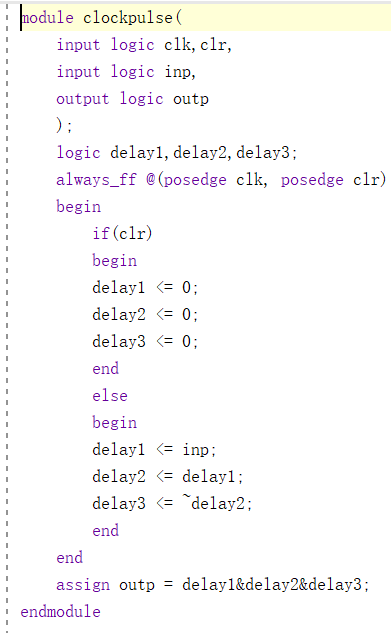 module clockpulse(
    input logic clk,clr,
    input logic inp,
    output logic outp
    );
    logic delay1,delay2,delay3;
    always_ff @(posedge clk, posedge clr)
    begin
        if(clr)
        begin
        delay1 <= 0;
        delay2 <= 0;
        delay3 <= 0;
        end
        else
        begin
        delay1 <= inp;
        delay2 <= delay1;
        delay3 <= ~delay2;
        end
    end
    assign outp = delay1&delay2&delay3;
endmodule